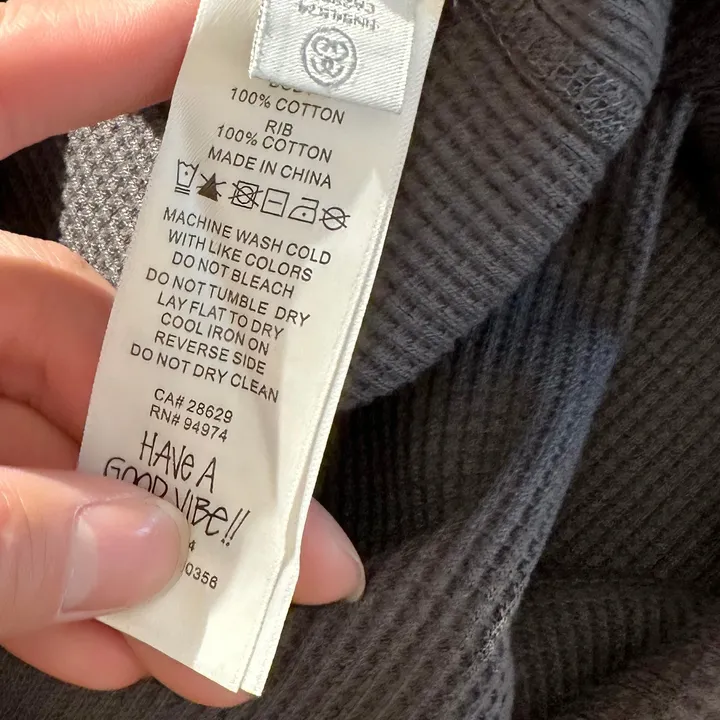 100% COTTON
RIB
100% COTTON
MADE IN CHINA
MACHINE WASH COLD
WITH LIKE COLORS
DO NOT BLEACH
DO NOT TUMBLE DRY
LAY FLAT TO DRY
COOL IRON ON
REVERSE SIDE
DO NOT DRY CLEAN
CA# 28629
RN# 94974
HAVE A
GOOD VIBE!!
4
0356